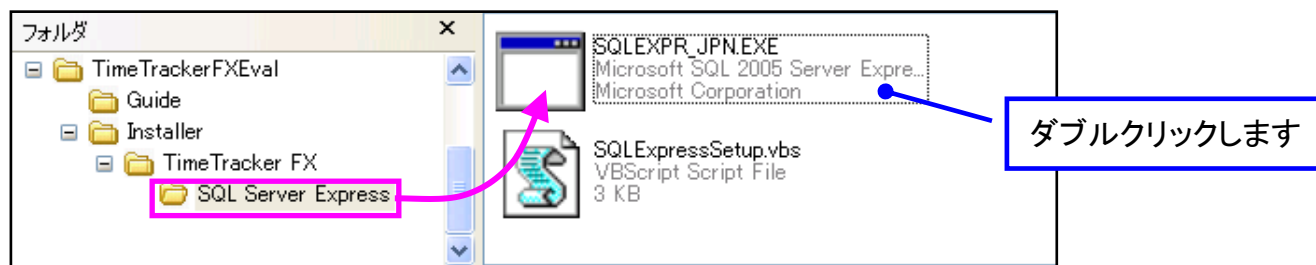 フォルダ ×
TimeTrackerFXEval
Guide
Installer
TimeTracker FX
SQL Server Express
SQLEXPR_JPN.EXE
Microsoft SQL 2005 Server Expre...
Microsoft Corporation
SQLExpressSetup.vbs
VBScript Script File
3 KB
ダブルクリックします